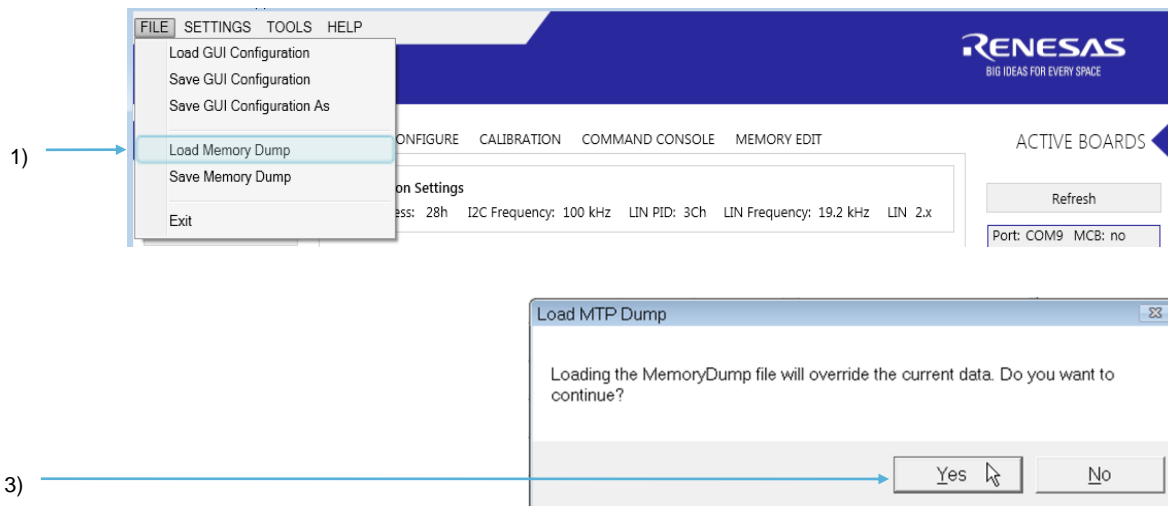 FILE SETTINGS TOOLS HELP
Load GUI Configuration
Save GUI Configuration
Save GUI Configuration As
RENESAS
BIG IDEAS FOR EVERY SPACE
1)
Load Memory Dump
Save Memory Dump
Exit
ONFIGURE CALIBRATION COMMAND CONSOLE MEMORY EDIT
ACTIVE BOARDS
on Settings
ess: 28h I2C Frequency: 100 kHz LIN PID: 3Ch LIN Frequency: 19.2 kHz LIN 2.x
Refresh
Port: COM9 MCB: no
Load MTP Dump
Loading the MemoryDump file will override the current data. Do you want to
continue?
3)
Yes No